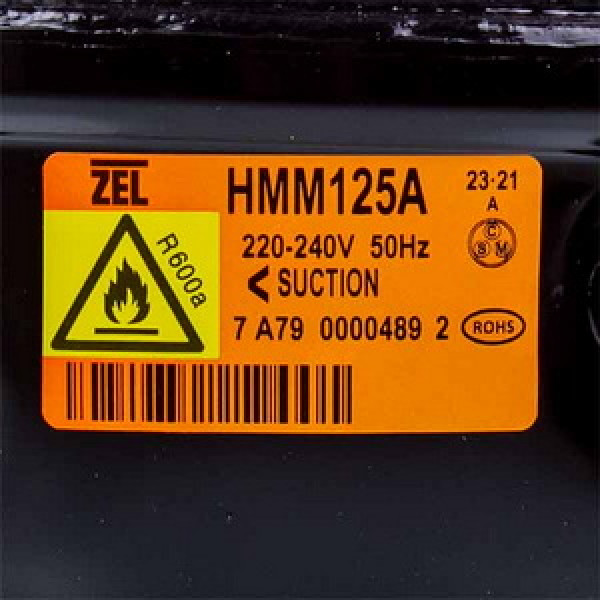 ZEL
HMM125A
23·21
A
C
S M
R600a
220-240V 50Hz
< SUCTION
7 A79 0000489 2
ROHS